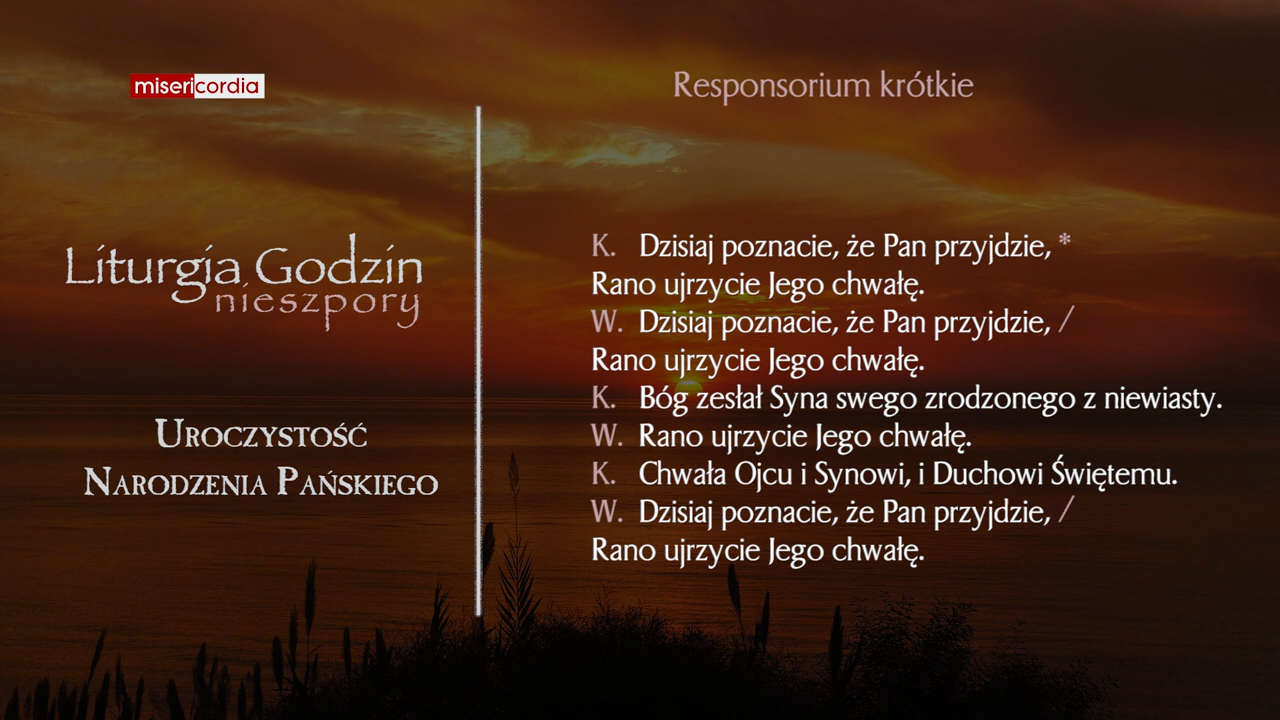 misericordia
Liturgia Godzin
nieszpory
Uroczystość
Narodzenia Pańskiego
Responsorium krótkie
K. Dzisiaj poznacie, że Pan przyjdzie, *
Rano ujrzycie Jego chwałę.
W. Dzisiaj poznacie, że Pan przyjdzie, /
Rano ujrzycie Jego chwałę.
K. Bóg zesłał Syna swego zrodzonego z niewiasty.
W. Rano ujrzycie Jego chwałę.
K. Chwała Ojcu i Synowi, i Duchowi Świętemu.
W. Dzisiaj poznacie, że Pan przyjdzie, /
Rano ujrzycie Jego chwałę.